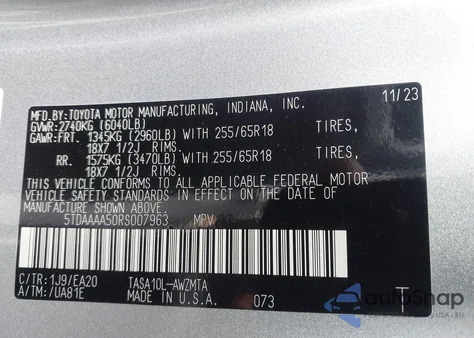 MFD.BY:TOYOTA MOTOR MANUFACTURING, INDIANA, INC. 11/23
GVWR:2740KG (6040LB)
GAWR:FRT. 1345KG (2960LB) WITH 255/65R18 TIRES,
18X7 1/2J RIMS.
RR. 1575KG (3470LB) WITH 255/65R18 TIRES,
18X7 1/2J RIMS.
THIS VEHICLE CONFORMS TO ALL APPLICABLE FEDERAL MOTOR
VEHICLE SAFETY STANDARDS IN EFFECT ON THE DATE OF
MANUFACTURE SHOWN ABOVE.
5TDAAAA50RS007963 MPV
C/TR:1J9/EA20 TASA10L-AWZMTA
A/TM:/UA81E MADE IN U.S.A. 073 T
autoSnap